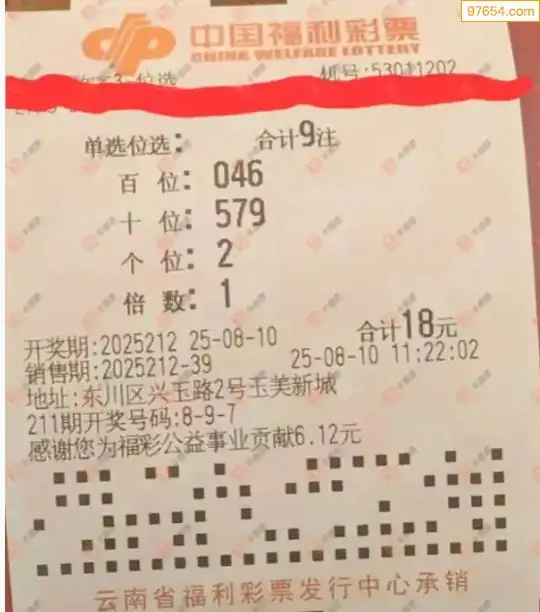 97654.com
中国福利彩票
CHINA WELFARE LOTTERY
机号:53011202
单选位选: 合计9注
百 位: 046
十 位: 579
个 位: 2
倍 数: 1
开奖期:2025212 25-08-10 合计18元
销售期:2025212-39 25-08-10 11:22:02
地址:东川区兴玉路2号玉美新城
211期开奖号码:8-9-7
感谢您为福彩公益事业贡献6.12元
云南省福利彩票发行中心承销